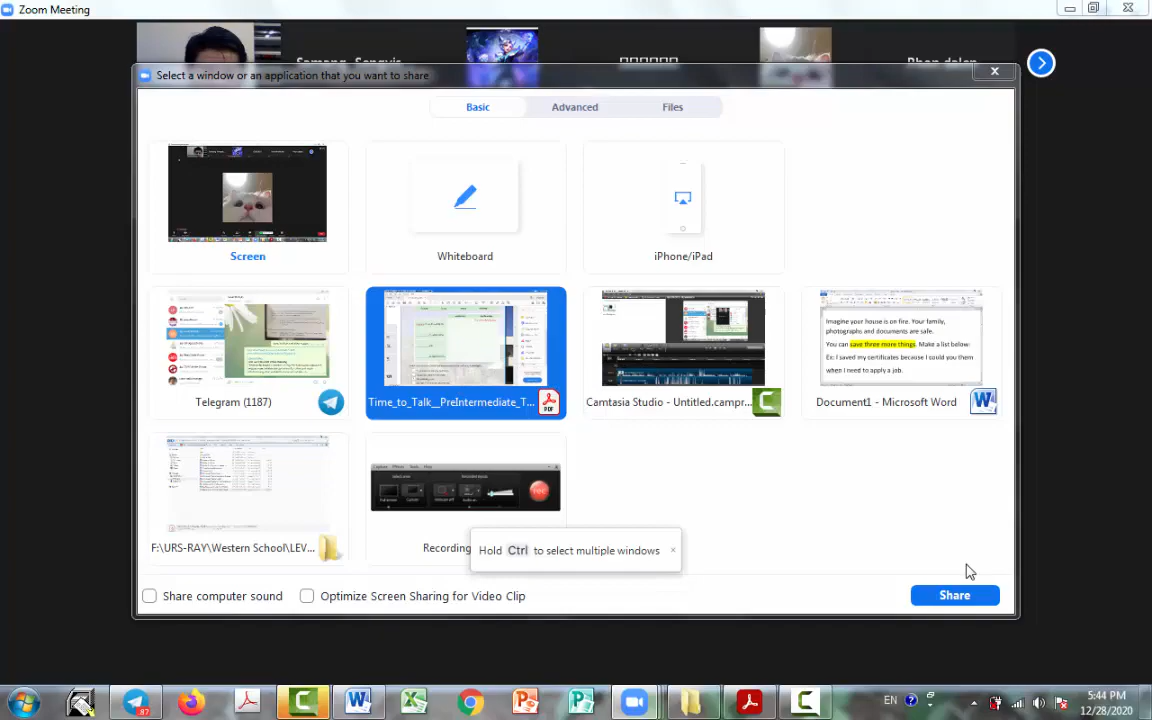 Zoom Meeting
Select a window or an application that you want to share
Basic
Advanced
Files
Screen
Whiteboard
iPhone/iPad
Imagine your house is on fire. Your family,
photographs and documents are safe.
You can save three more things. Make a list below:
Ex: I saved my certificates because I could you them
when I need to apply a job.
Telegram (1187)
Time_to_Talk__PreIntermediate_T...
PDF
Camtasia Studio - Untitled.campr...
Document1 - Microsoft Word
F:\URS-RAY\Western School\LEV...
Recording
Hold Ctrl to select multiple windows
Share computer sound
Optimize Screen Sharing for Video Clip
Share
87
EN
5:44 PM
12/28/2020